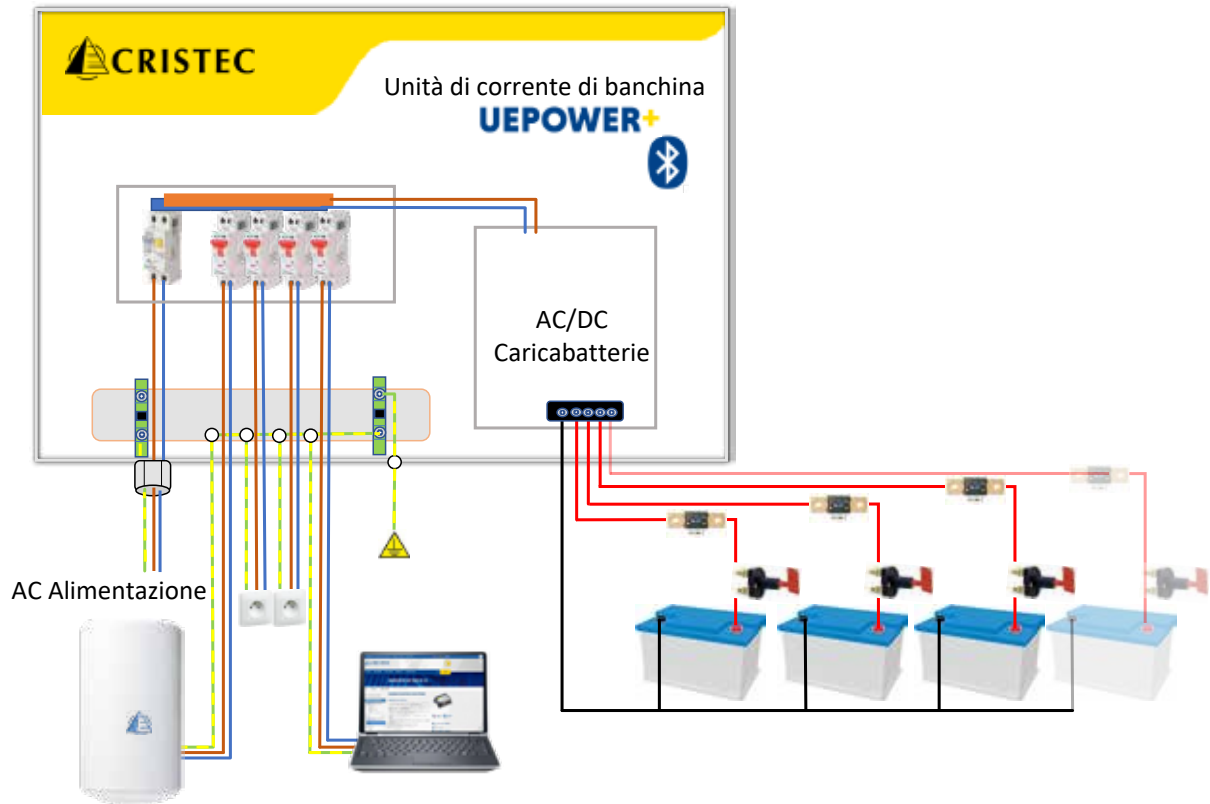 CRISTEC
Unità di corrente di banchina
UEPOWER+
AC/DC
Caricabatterie
AC Alimentazione